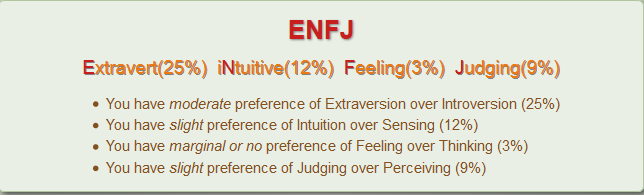 ENFJ
Extravert(25%) iNtuitive(12%) Feeling(3%) Judging(9%)
• You have moderate preference of Extraversion over Introversion (25%)
• You have slight preference of Intuition over Sensing (12%)
• You have marginal or no preference of Feeling over Thinking (3%)
• You have slight preference of Judging over Perceiving (9%)